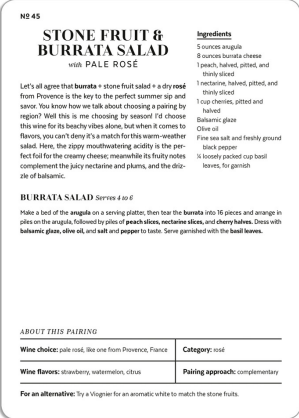 Nº 45
STONE FRUIT &
BURRATA SALAD
with PALE ROSÉ
Let's all agree that burrata + stone fruit salad + a dry rosé
from Provence is the key to the perfect summer sip and
savor. You know how we talk about choosing a pairing by
region? Well this is me choosing by season! I'd choose
this wine for its beachy vibes alone, but when it comes to
flavors, you can't deny it's a match for this warm-weather
salad. Here, the zippy mouthwatering acidity is the per-
fect foil for the creamy cheese; meanwhile its fruity notes
complement the juicy nectarine and plums, and the driz-
zle of balsamic.
Ingredients
5 ounces arugula
8 ounces burrata cheese
1 peach, halved, pitted, and
thinly sliced
1 nectarine, halved, pitted, and
thinly sliced
1 cup cherries, pitted and
halved
Balsamic glaze
Olive oil
Fine sea salt and freshly ground
black pepper
¼ loosely packed cup basil
leaves, for garnish
BURRATA SALAD Serves 4 to 6
Make a bed of the arugula on a serving platter, then tear the burrata into 16 pieces and arrange in
piles on the arugula, followed by piles of peach slices, nectarine slices, and cherry halves. Dress with
balsamic glaze, olive oil, and salt and pepper to taste. Serve garnished with the basil leaves.
ABOUT THIS PAIRING
Wine choice: pale rosé, like one from Provence, France
Category: rosé
Wine flavors: strawberry, watermelon, citrus
Pairing approach: complementary
For an alternative: Try a Viognier for an aromatic white to match the stone fruits.